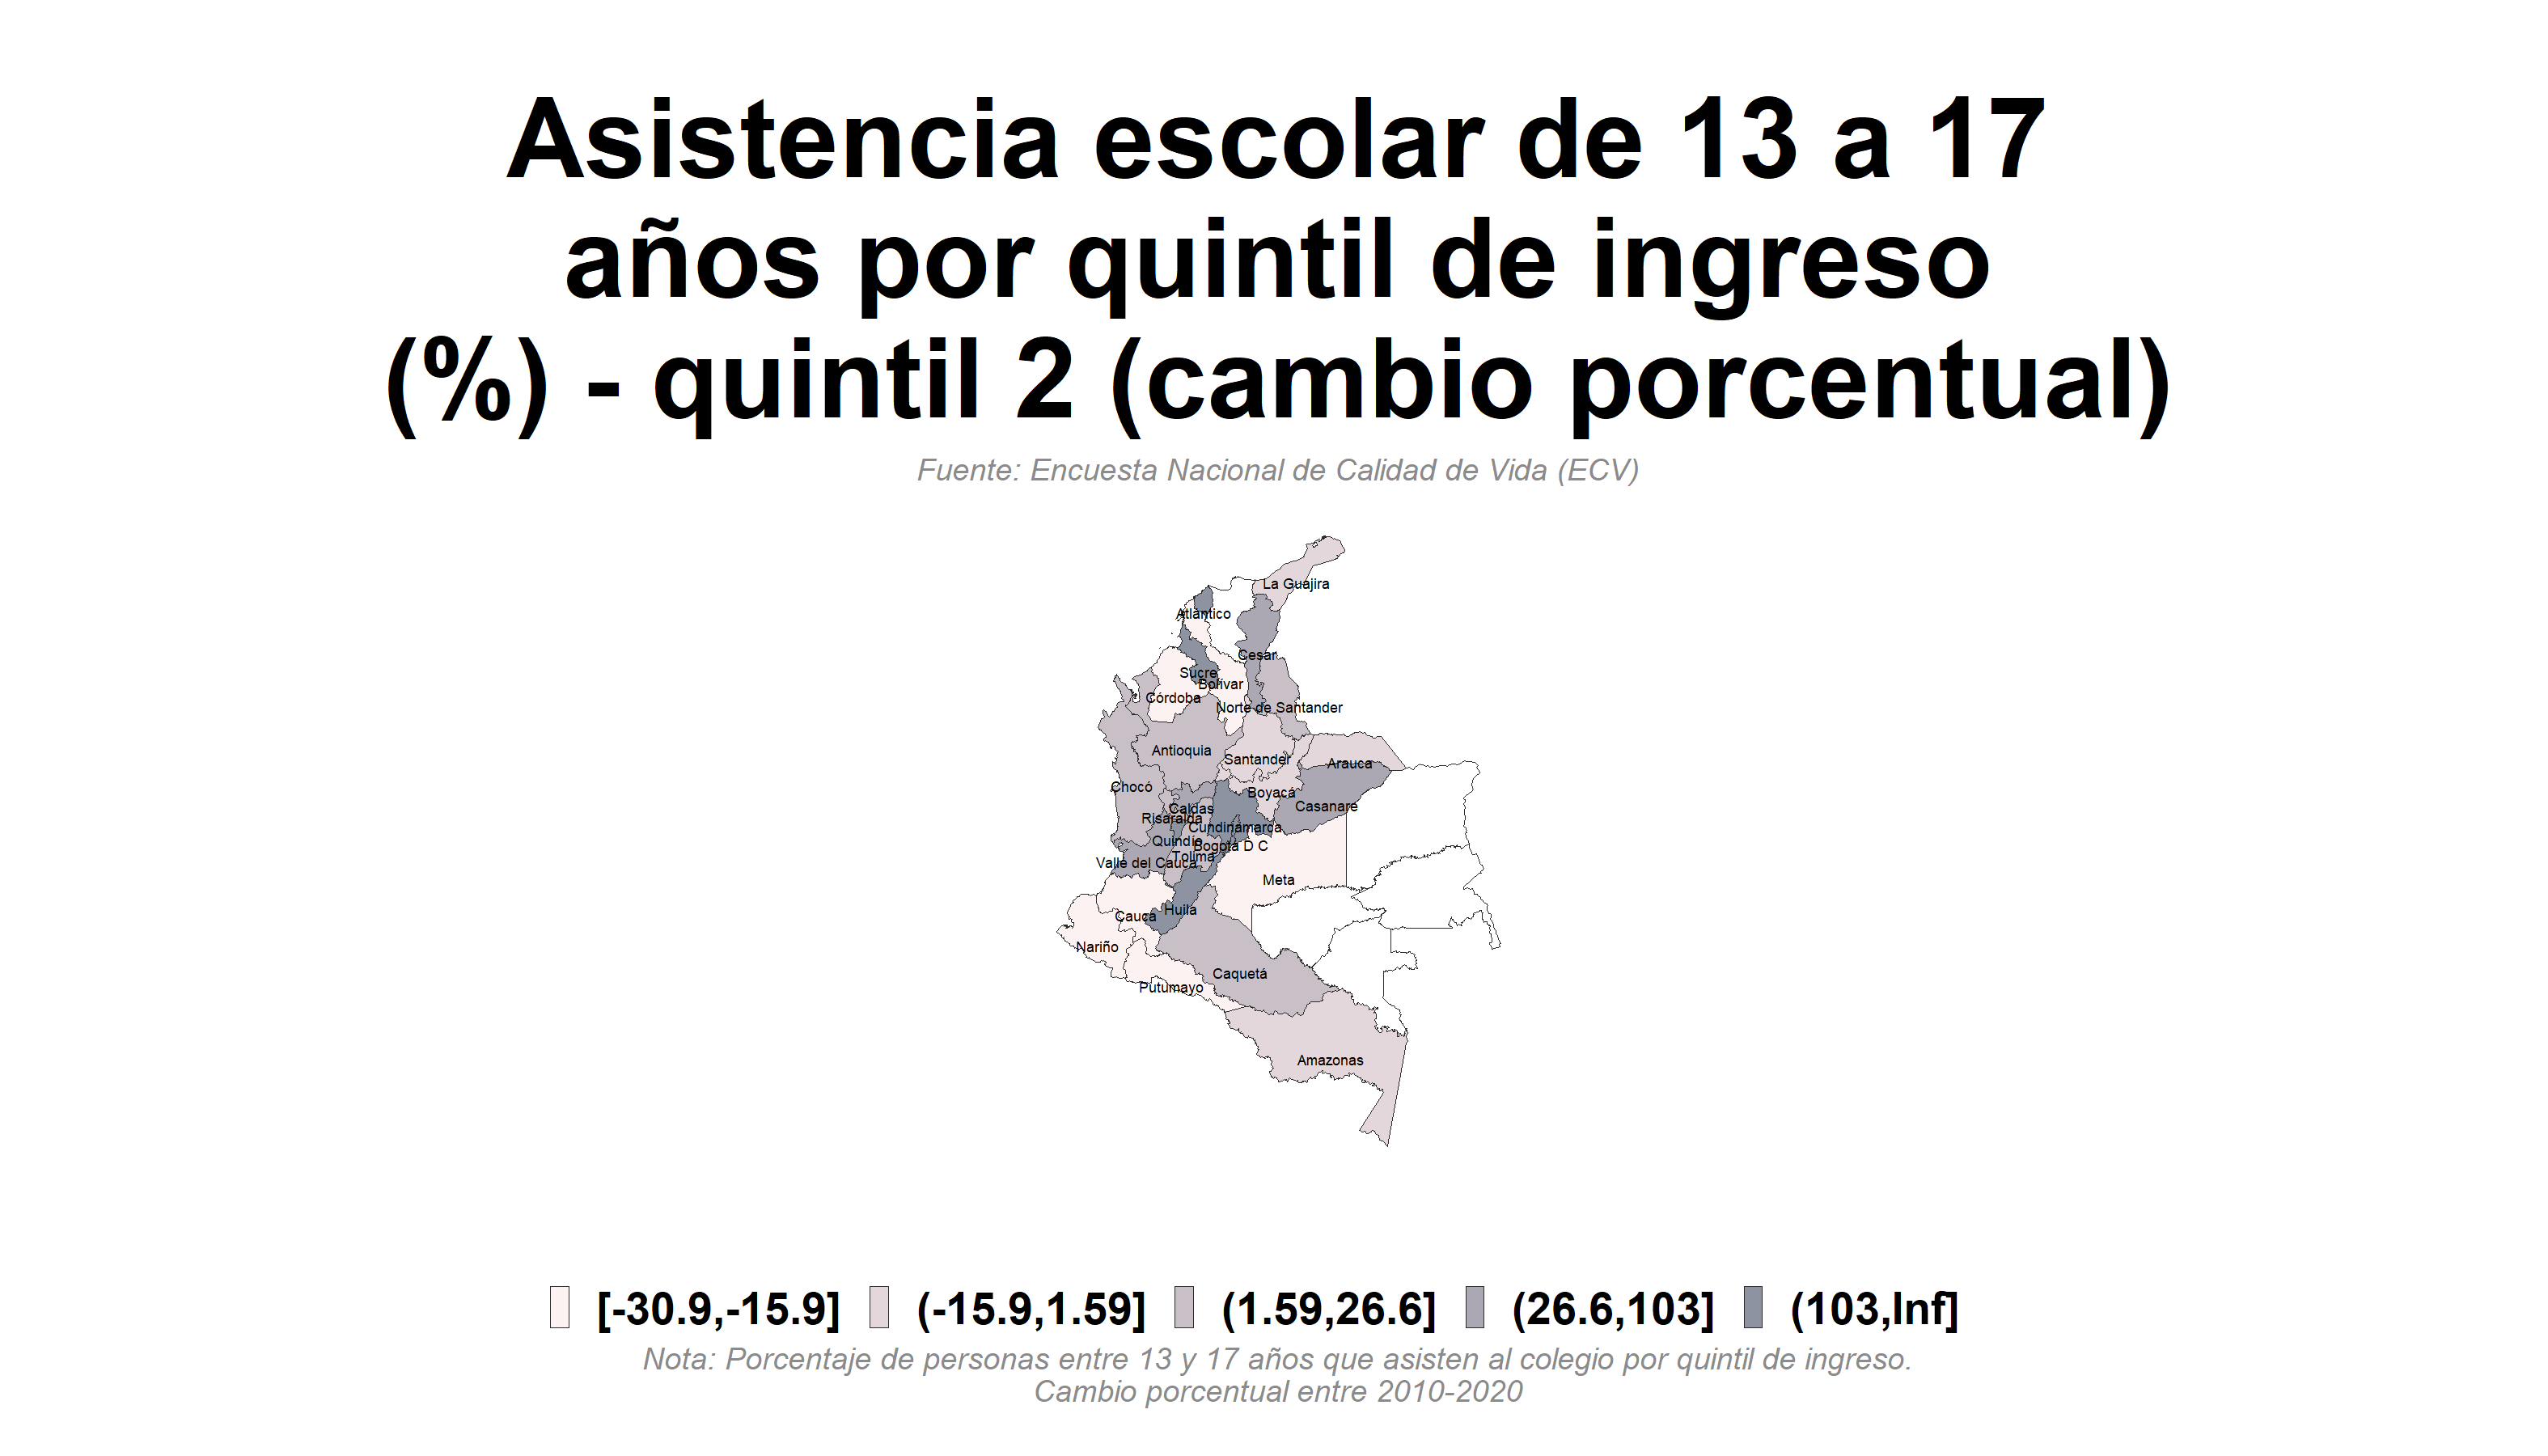 Asistencia escolar de 13 a 17
años por quintil de ingreso
(%) - quintil 2 (cambio porcentual)
Fuente: Encuesta Nacional de Calidad de Vida (ECV)
La Guajira
Atlántico
Cesar
Sucre
Bolívar
Córdoba
Norte de Santander
Antioquia
Santander
Arauca
Chocó
Boyacá
Casanare
Caldas
Risaralda
Cundinamarca
Quindío
Bogotá D C
Tolima
Valle del Cauca
Meta
Huila
Cauca
Nariño
Caquetá
Putumayo
Amazonas
[-30.9,-15.9] (-15.9,1.59] (1.59,26.6] (26.6,103] (103,Inf]
Nota: Porcentaje de personas entre 13 y 17 años que asisten al colegio por quintil de ingreso.
Cambio porcentual entre 2010-2020